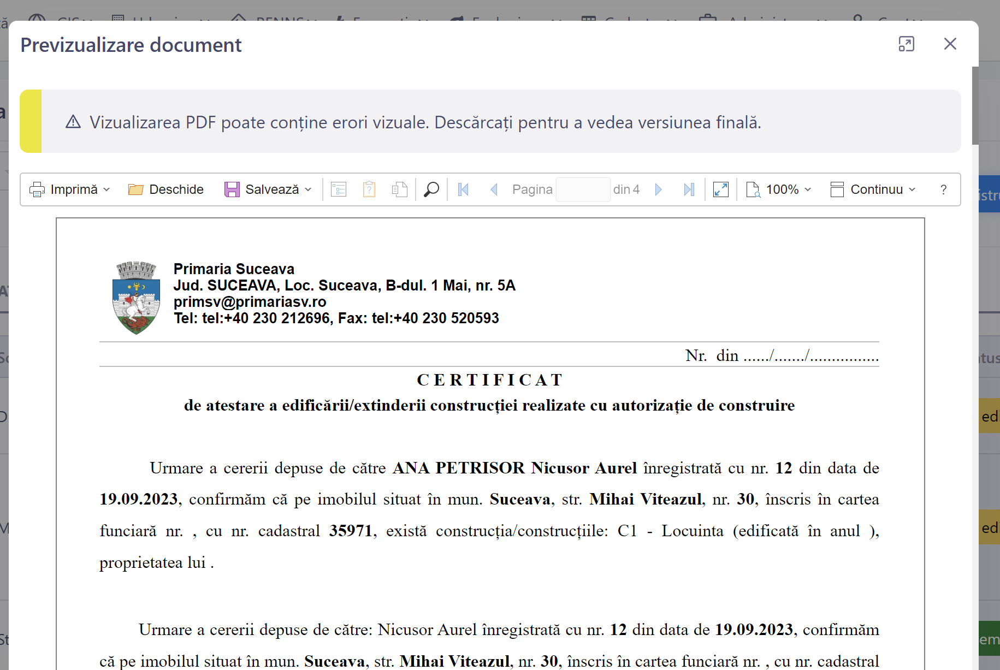 Previzualizare document
Vizualizarea PDF poate conține erori vizuale. Descărcați pentru a vedea versiunea finală.
Imprimă Deschide Salvează Pagina din 4 100% Continuu ?
Primaria Suceava
Jud. SUCEAVA, Loc. Suceava, B-dul. 1 Mai, nr. 5A
primsv@primariasv.ro
Tel: tel:+40 230 212696, Fax: tel:+40 230 520593
Nr. din ....../......./................
C E R T I F I C A T
de atestare a edificării/extinderii construcției realizate cu autorizație de construire
Urmare a cererii depuse de către ANA PETRISOR Nicusor Aurel înregistrată cu nr. 12 din data de
19.09.2023, confirmăm că pe imobilul situat în mun. Suceava, str. Mihai Viteazul, nr. 30, înscris în cartea
funciară nr. , cu nr. cadastral 35971, există construcția/construcțiile: C1 - Locuinta (edificată în anul ),
proprietatea lui .
Urmare a cererii depuse de către: Nicusor Aurel înregistrată cu nr. 12 din data de 19.09.2023, confirmăm
că pe imobilul situat în mun. Suceava, str. Mihai Viteazul, nr. 30, înscris în cartea funciară nr. , cu nr. cadastral